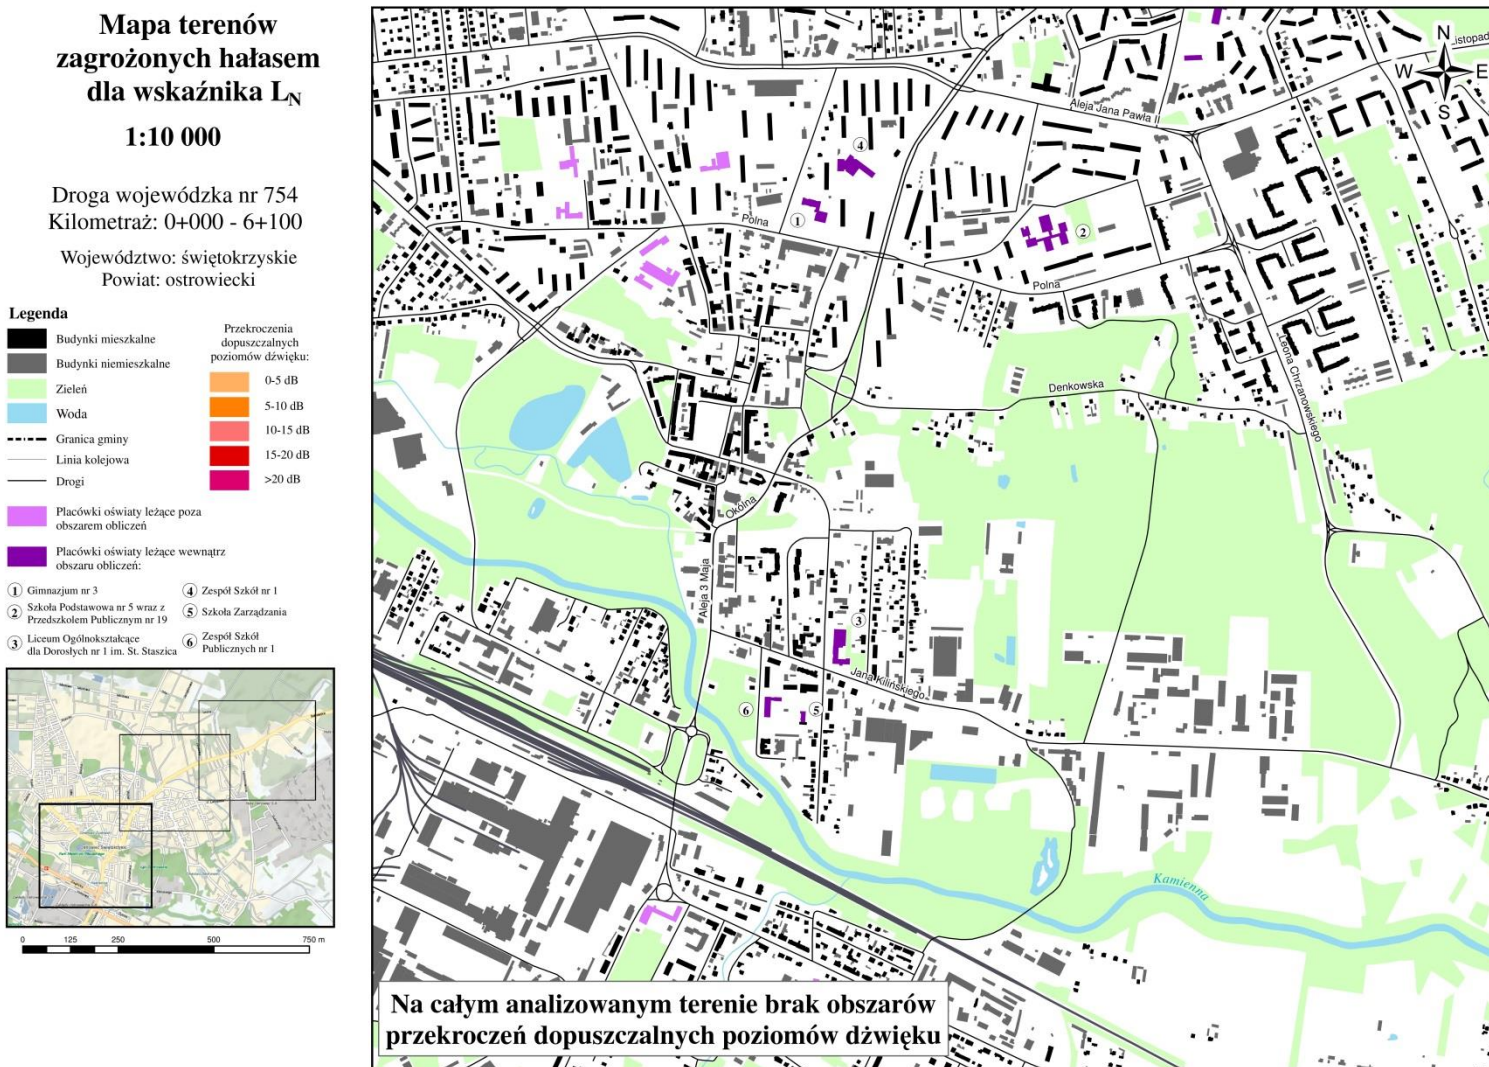 Mapa terenów
zagrożonych hałasem
dla wskaźnika LN
1:10 000
Droga wojewódzka nr 754
Kilometraż: 0+000 - 6+100
Województwo: świętokrzyskie
Powiat: ostrowiecki
Legenda
Budynki mieszkalne
Budynki niemieszkalne
Zieleń
Woda
Granica gminy
Linia kolejowa
Drogi
Przekroczenia
dopuszczalnych
poziomów dźwięku:
0-5 dB
5-10 dB
10-15 dB
15-20 dB
>20 dB
Placówki oświaty leżące poza
obszarem obliczeń
Placówki oświaty leżące wewnątrz
obszaru obliczeń:
1 Gimnazjum nr 3
2 Szkoła Podstawowa nr 5 wraz z
Przedszkolem Publicznym nr 19
3 Liceum Ogólnokształcące
dla Dorosłych nr 1 im. St. Staszica
4 Zespół Szkół nr 1
5 Szkoła Zarządzania
6 Zespół Szkół
Publicznych nr 1
0 125 250 500 750 m
N
W E
S
Listopad
Aleja Jana Pawła II
4
1
Polna
2
Polna
Leona Chrzanowskiego
Denkowska
Okólna
Aleja 3 Maja
3
Jana Kilińskiego
6
5
Kamienna
Na całym analizowanym terenie brak obszarów
przekroczeń dopuszczalnych poziomów dźwięku